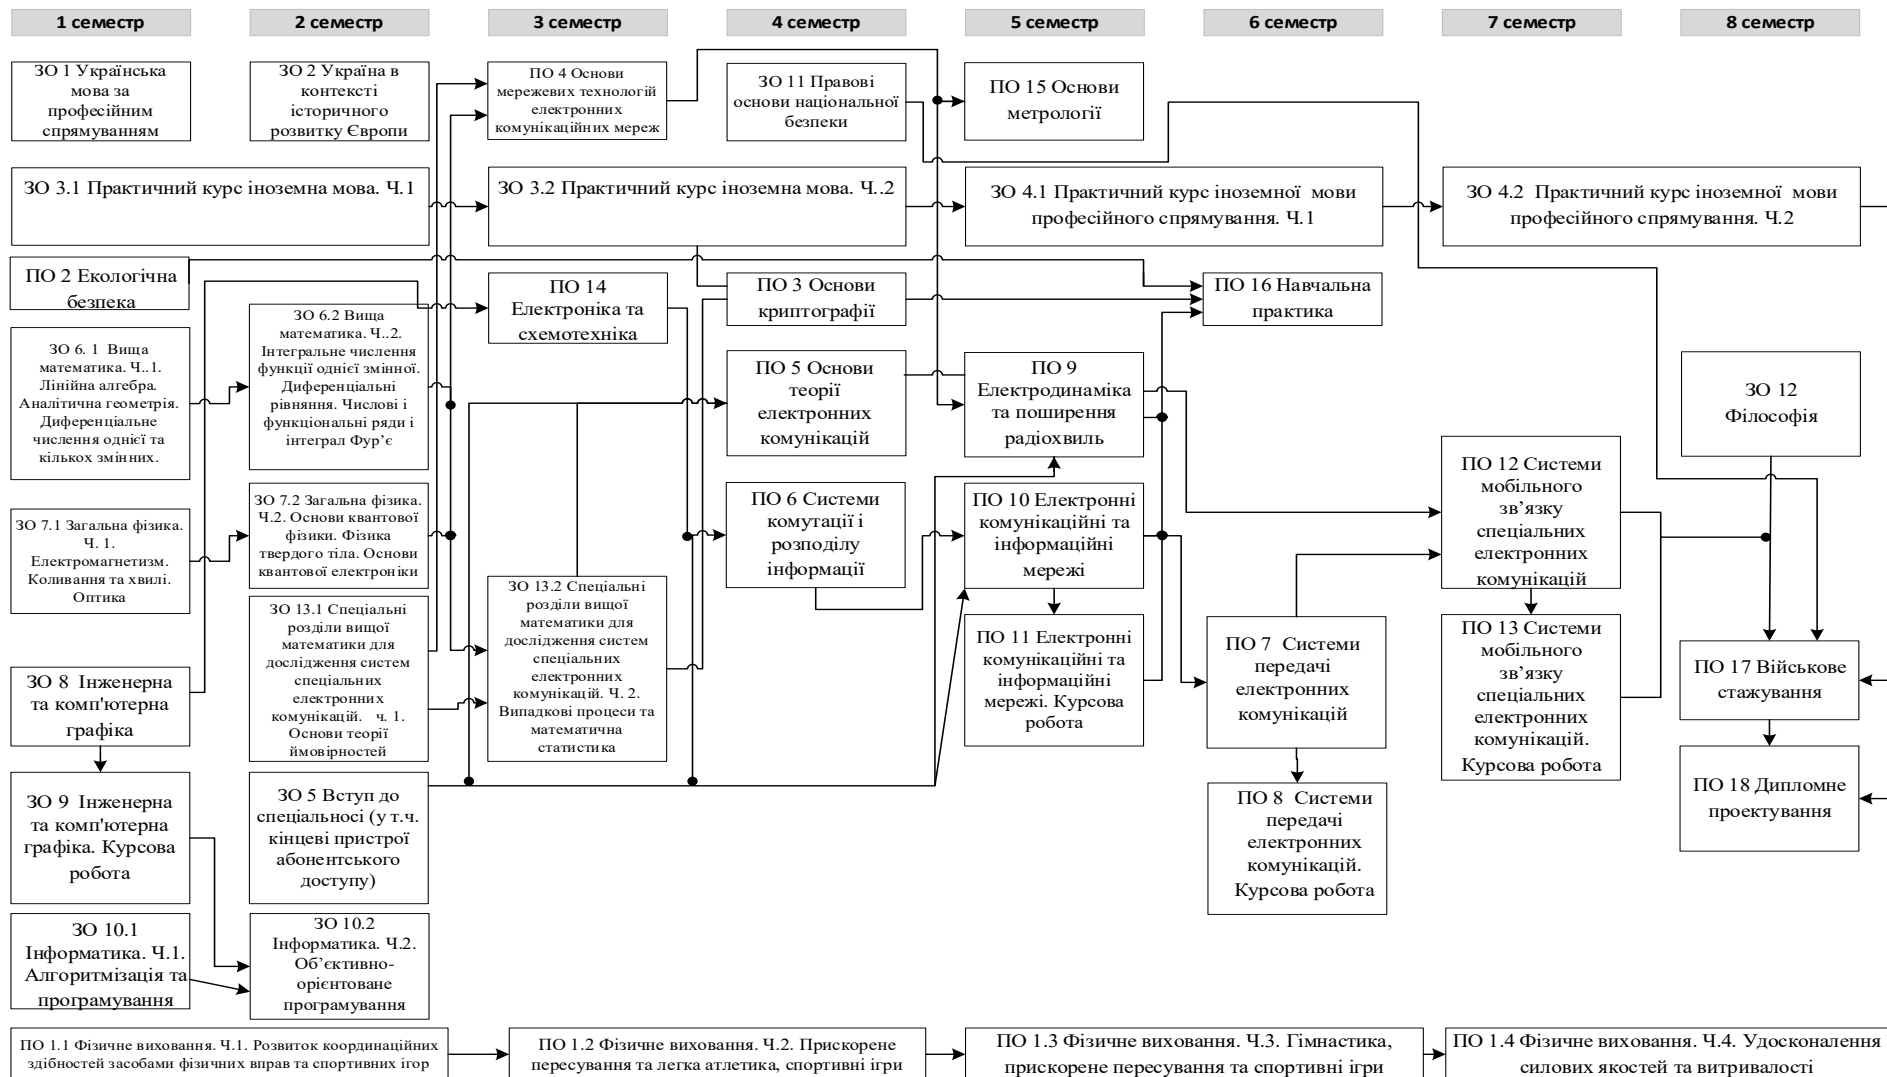 1 семестр
2 семестр
3 семестр
4 семестр
5 семестр
6 семестр
7 семестр
8 семестр
ЗО 1 Українська
мова за
професійним
спрямуванням
ЗО 2 Україна в
контексті
історичного
розвитку Європи
ПО 4 Основи
мережевих технологій
електронних
комунікаційних мереж
ЗО 11 Правові
основи національної
безпеки
ПО 15 Основи
метрології
ЗО 3.1 Практичний курс іноземна мова. Ч.1
ЗО 3.2 Практичний курс іноземна мова. Ч..2
ЗО 4.1 Практичний курс іноземної мови
професійного спрямування. Ч.1
ЗО 4.2 Практичний курс іноземної мови
професійного спрямування. Ч.2
ПО 2 Екологічна
безпека
ПО 14
Електроніка та
схемотехніка
ПО 3 Основи
криптографії
ПО 16 Навчальна
практика
ЗО 6. 1 Вища
математика. Ч..1.
Лінійна алгебра.
Аналітична геометрія.
Диференціальне
числення однієї та
кількох змінних.
ЗО 6.2 Вища
математика. Ч..2.
Інтегральне числення
функції однієї змінної.
Диференціальні
рівняння. Числові і
функціональні ряди і
інтеграл Фур’є
ПО 5 Основи
теорії
електронних
комунікацій
ПО 9
Електродинаміка
та поширення
радіохвиль
ЗО 12
Філософія
ЗО 7.1 Загальна фізика.
Ч. 1.
Електромагнетизм.
Коливання та хвилі.
Оптика
ЗО 7.2 Загальна фізика.
Ч.2. Основи квантової
фізики. Фізика
твердого тіла. Основи
квантової електроніки
ПО 6 Системи
комутації і
розподілу
інформації
ПО 10 Електронні
комунікаційні та
інформаційні
мережі
ПО 12 Системи
мобільного
зв’язку
спеціальних
електронних
комунікацій
ЗО 13.1 Спеціальні
розділи вищої
математики для
дослідження систем
спеціальних
електронних
комунікацій. ч. 1.
Основи теорії
ймовірностей
ЗО 13.2 Спеціальні
розділи вищої
математики для
дослідження систем
спеціальних
електронних
комунікацій. Ч. 2.
Випадкові процеси та
математична
статистика
ПО 11 Електронні
комунікаційні та
інформаційні
мережі. Курсова
робота
ПО 7 Системи
передачі
електронних
комунікацій
ПО 13 Системи
мобільного
зв’язку
спеціальних
електронних
комунікацій.
Курсова робота
ПО 17 Військове
стажування
ЗО 8 Інженерна
та комп'ютерна
графіка
ЗО 9 Інженерна
та комп'ютерна
графіка. Курсова
робота
ЗО 5 Вступ до
спеціальносі (у т.ч.
кінцеві пристрої
абонентського
доступу)
ПО 8 Системи
передачі
електронних
комунікацій.
Курсова робота
ПО 18 Дипломне
проектування
ЗО 10.1
Інформатика. Ч.1.
Алгоритмізація та
програмування
ЗО 10.2
Інформатика. Ч.2.
Об’єктивно-
орієнтоване
програмування
ПО 1.1 Фізичне виховання. Ч.1. Розвиток координаційних
здібностей засобами фізичних вправ та спортивних ігор
ПО 1.2 Фізичне виховання. Ч.2. Прискорене
пересування та легка атлетика, спортивні ігри
ПО 1.3 Фізичне виховання. Ч.3. Гімнастика,
прискорене пересування та спортивні ігри
ПО 1.4 Фізичне виховання. Ч.4. Удосконалення
силових якостей та витривалості